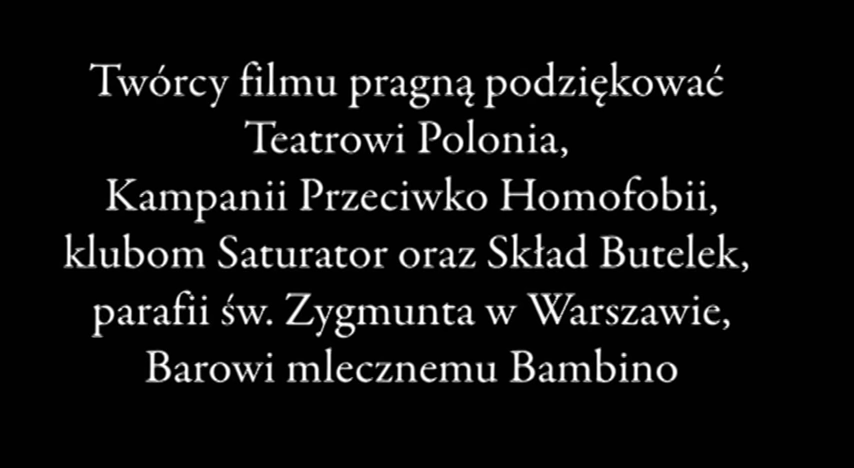 Twórcy filmu pragną podziękować
Teatrowi Polonia,
Kampanii Przeciwko Homofobii,
klubom Saturator oraz Skład Butelek,
parafii św. Zygmunta w Warszawie,
Barowi mlecznemu Bambino